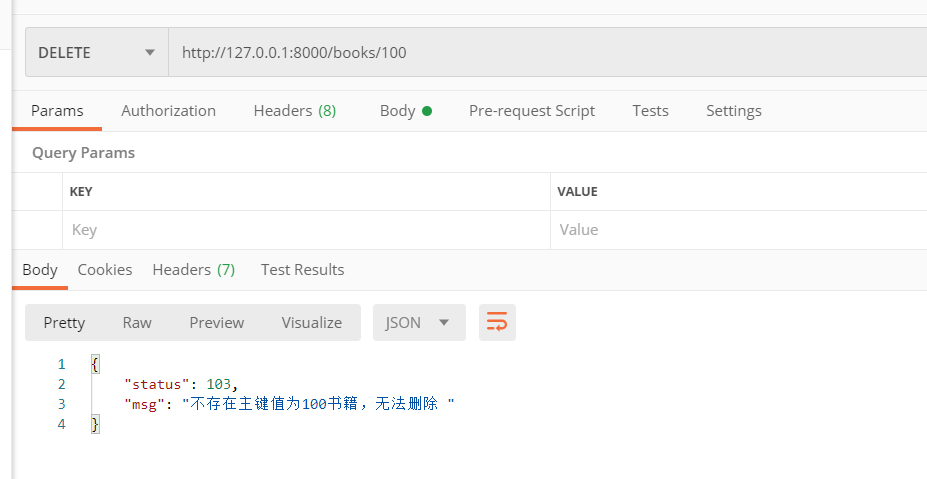 DELETE http://127.0.0.1:8000/books/100
Params Authorization Headers (8) Body Pre-request Script Tests Settings
Query Params
KEY VALUE
Key Value
Body Cookies Headers (7) Test Results
Pretty Raw Preview Visualize JSON
1 {
2 "status": 103,
3 "msg": "不存在主键值为100书籍，无法删除 "
4 }